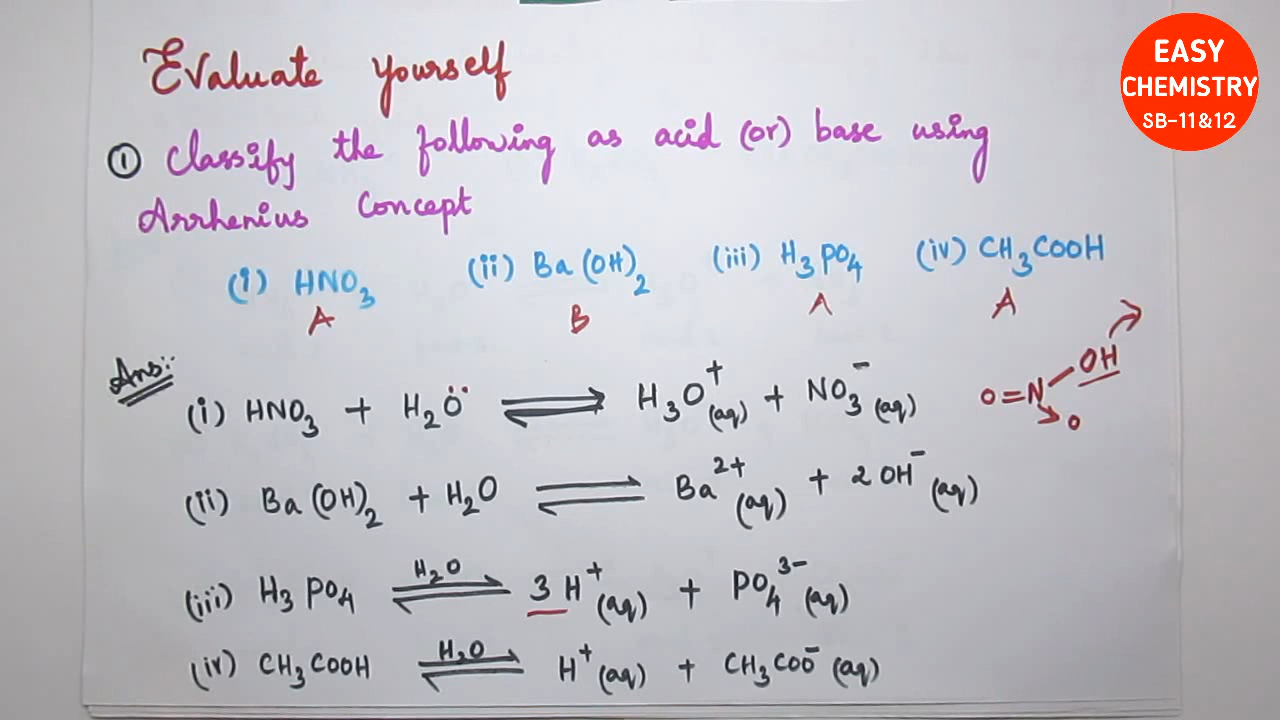 Evaluate yourself
EASY
CHEMISTRY
SB-11&12
① Classify the following as acid (or) base using
Arrhenius Concept
(i) HNO₃ (ii) Ba(OH)₂ (iii) H₃PO₄ (iv) CH₃COOH
A B A A
Ans:-
(i) HNO₃ + H₂Ö ⇌ H₃O⁺(aq) + NO₃⁻(aq)
O=N OH
O
(ii) Ba(OH)₂ + H₂O ⇌ Ba²⁺(aq) + 2OH⁻(aq)
H₂O
(iii) H₃PO₄ ⇌ 3H⁺(aq) + PO₄³⁻(aq)
H₂O
(iv) CH₃COOH ⇌ H⁺(aq) + CH₃COO⁻(aq)